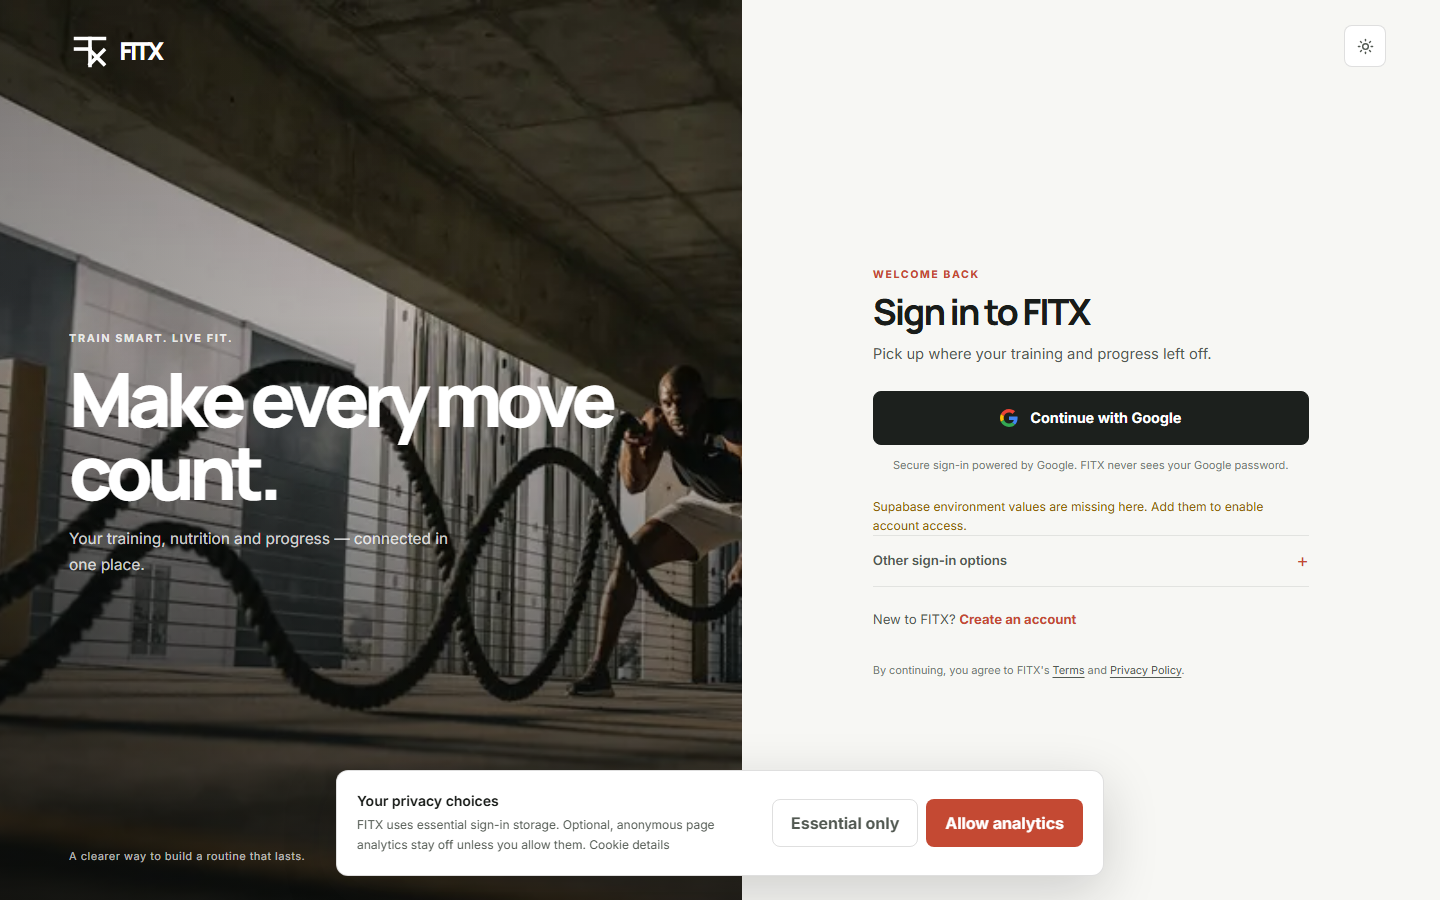 FITX
TRAIN SMART. LIVE FIT.
Make every move
count.
Your training, nutrition and progress — connected in
one place.
A clearer way to build a routine that lasts.
WELCOME BACK
Sign in to FITX
Pick up where your training and progress left off.
Continue with Google
Secure sign-in powered by Google. FITX never sees your Google password.
Supabase environment values are missing here. Add them to enable
account access.
Other sign-in options +
New to FITX? Create an account
By continuing, you agree to FITX's Terms and Privacy Policy.
Your privacy choices
FITX uses essential sign-in storage. Optional, anonymous page
analytics stay off unless you allow them. Cookie details
Essential only
Allow analytics